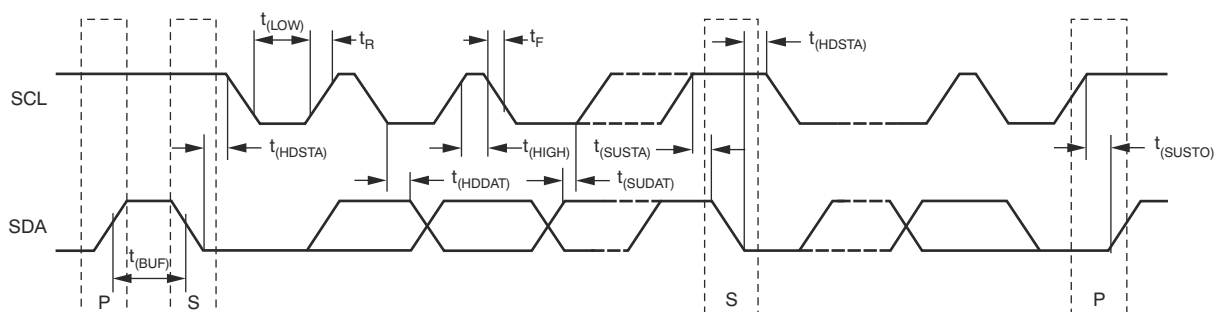 t(LOW)
tR
tF
t(HDSTA)
SCL
t(HDSTA)
t(HIGH)
t(SUSTA)
t(SUSTO)
t(HDDAT)
t(SUDAT)
SDA
t(BUF)
P
S
S
P